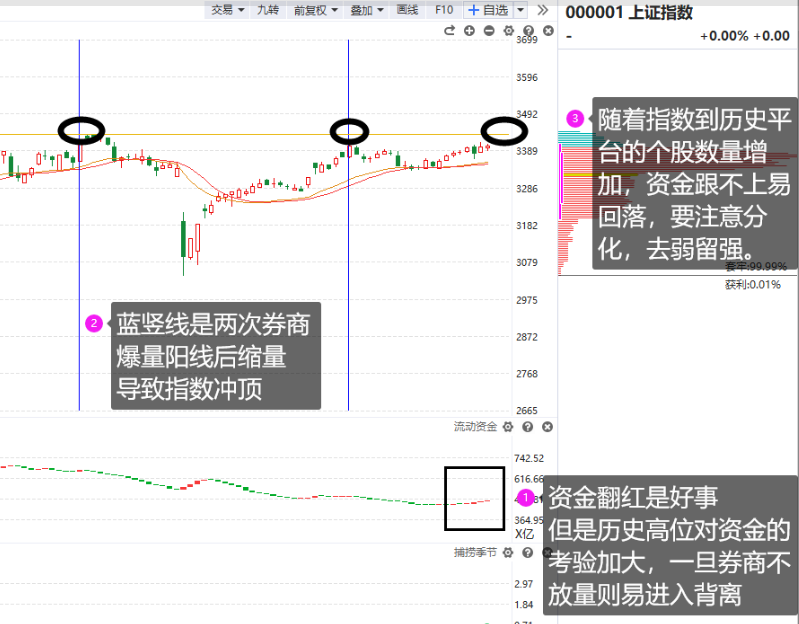 交易 九转 前复权 叠加 画线 F10 +自选
000001 上证指数
- +0.00% +0.00
3699
3596
3492
3389
3286
3182
3079
2975
2872
2768
2665
3
随着指数到历史平
台的个股数量增
加，资金跟不上易
回落，要注意分
化，去弱留强。
套牢:99.99%
获利:0.01%
2
蓝竖线是两次券商
爆量阳线后缩量
导致指数冲顶
流动资金
742.52
616.66
364.95
X亿
1
资金翻红是好事
但是历史高位对资金的
考验加大，一旦券商不
放量则易进入背离
捕捞季节
2.97
1.84